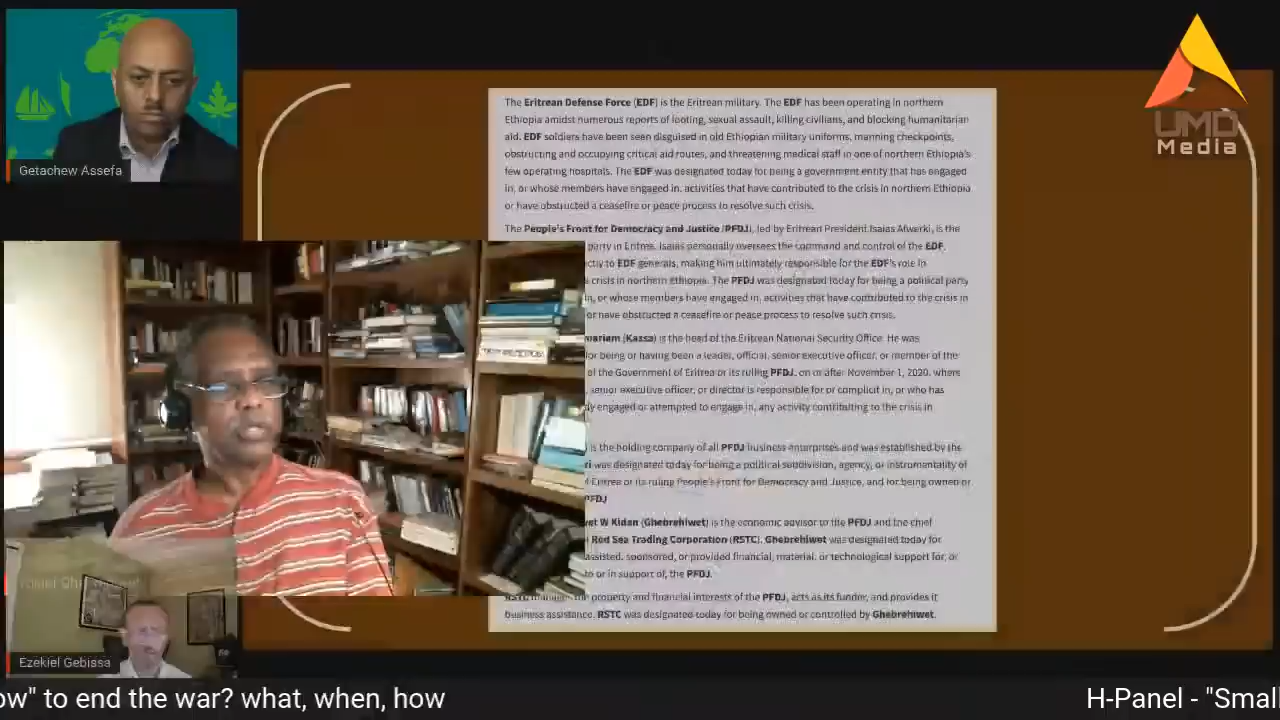 Getachew Assefa
UMD
Media
The Eritrean Defense Force (EDF) is the Eritrean military. The EDF has been operating in northern
Ethiopia amidst numerous reports of looting, sexual assault, killing civilians, and blocking humanitarian
aid. EDF soldiers have been seen disguised in old Ethiopian military uniforms, manning checkpoints,
obstructing and occupying critical aid routes, and threatening medical staff in one of northern Ethiopia's
few operating hospitals. The EDF was designated today for being a government entity that has engaged
in, or whose members have engaged in, activities that have contributed to the crisis in northern Ethiopia
or have obstructed a ceasefire or peace process to resolve such crisis.
The People's Front for Democracy and Justice (PFDJ), led by Eritrean President Isaias Afwerki, is the
party in Eritrea. Isaias personally oversees the command and control of the EDF,
to EDF generals, making him ultimately responsible for the EDF's role in
crisis in northern Ethiopia. The PFDJ was designated today for being a political party
in, or whose members have engaged in, activities that have contributed to the crisis in
or have obstructed a ceasefire or peace process to resolve such crisis.
(Kassa) is the head of the Eritrean National Security Office. He was
for being or having been a leader, official, senior executive officer, or member of the
of the Government of Eritrea or its ruling PFDJ, on or after November 1, 2020, where
senior executive officer, or director is responsible for or complicit in, or who has
engaged or attempted to engage in, any activity contributing to the crisis in
is the holding company of all PFDJ business enterprises and was established by the
was designated today for being a political subdivision, agency, or instrumentality of
Eritrea or its ruling People's Front for Democracy and Justice, and for being owned or
PFDJ
W Kidan (Ghebrehiwet) is the economic advisor to the PFDJ and the chief
Red Sea Trading Corporation (RSTC). Ghebrehiwet was designated today for
assisted, sponsored, or provided financial, material, or technological support for, or
to or in support of, the PFDJ.
property and financial interests of the PFDJ, acts as its funder, and provides it
business assistance. RSTC was designated today for being owned or controlled by Ghebrehiwet.
Ezekiel Gebissa
ow" to end the war? what, when, how
H-Panel - "Small